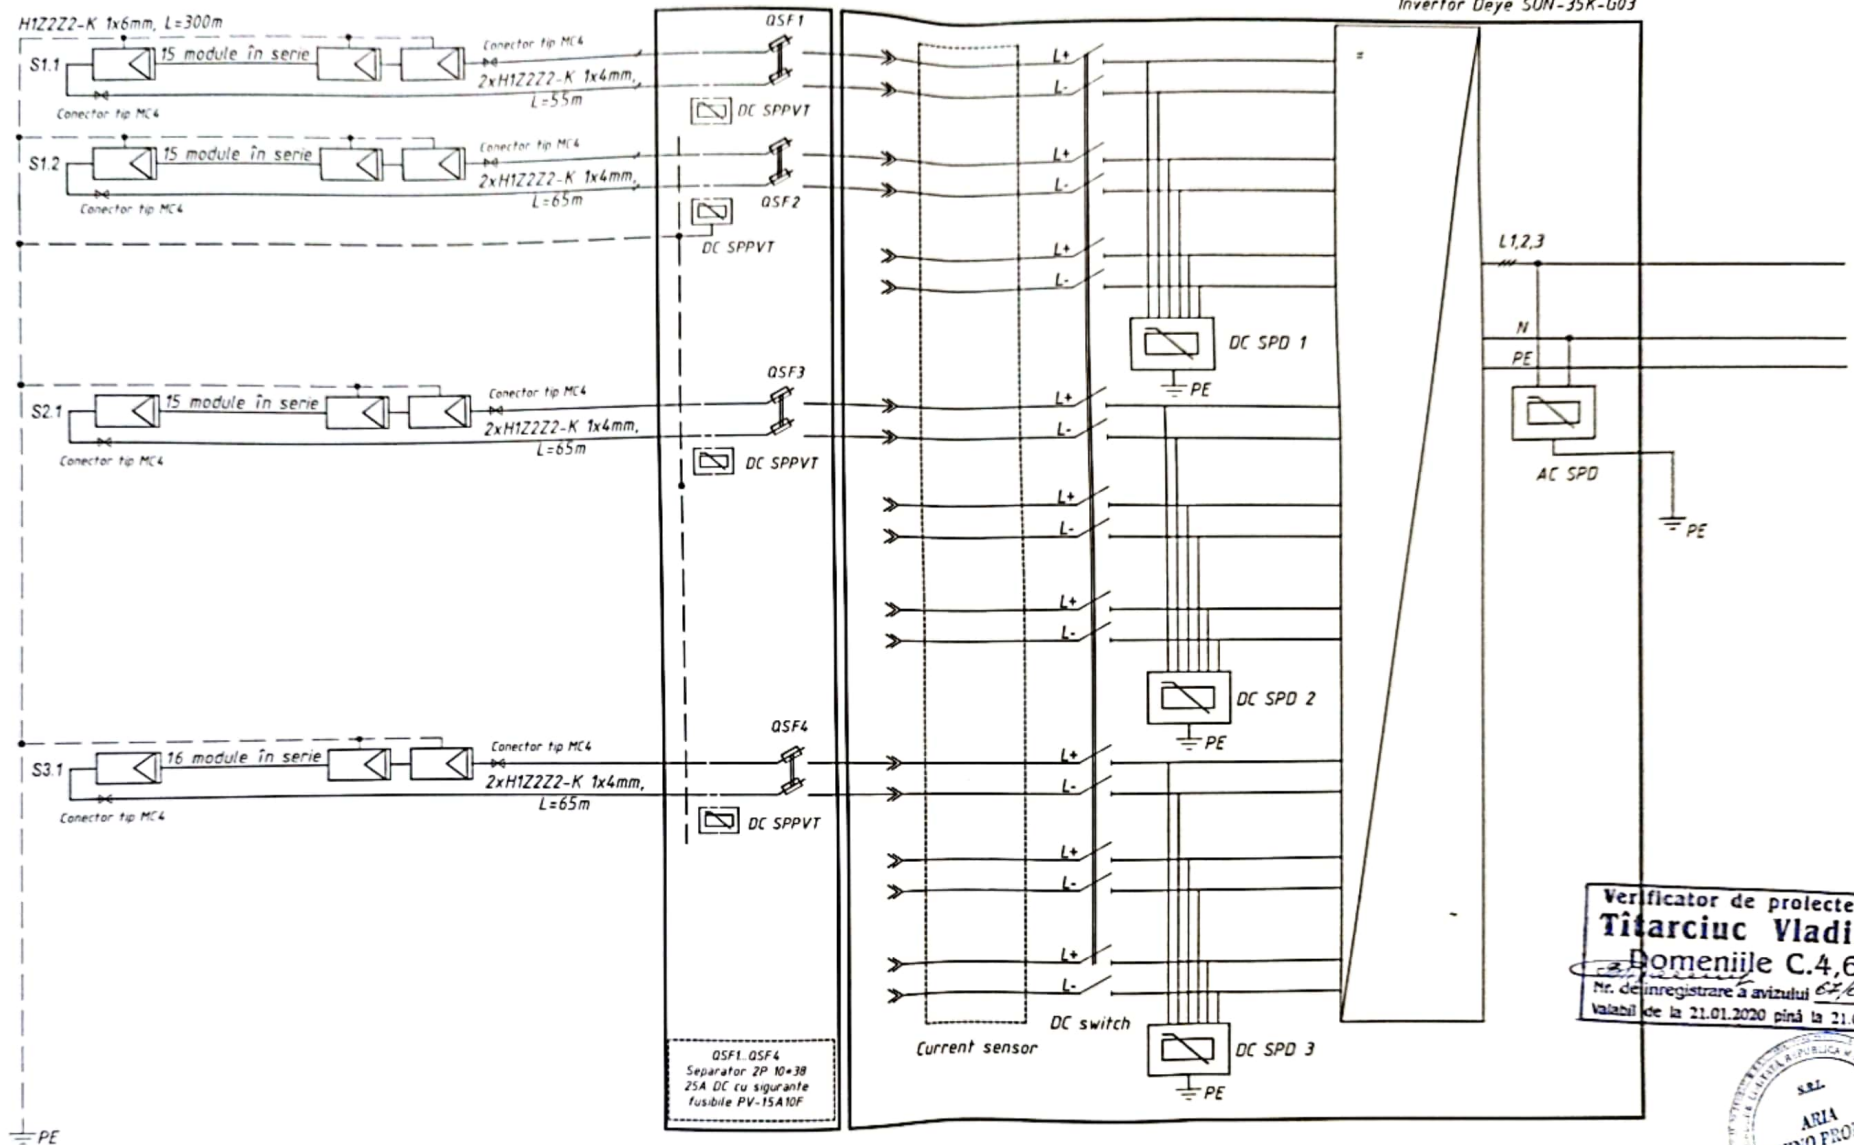 Invertor Deye SUN-35K-G03
H1Z2Z2-K 1x6mm, L=300m
QSF1
S1.1
15 module în serie
Conector tip MC4
2xH1Z2Z2-K 1x4mm,
L=55m
Conector tip MC4
DC SPPVT
L+
L-
S1.2
15 module în serie
Conector tip MC4
2xH1Z2Z2-K 1x4mm,
L=65m
Conector tip MC4
QSF2
DC SPPVT
L+
L-
L+
L-
L1,2,3
N
PE
DC SPD 1
PE
AC SPD
PE
QSF3
S2.1
15 module în serie
Conector tip MC4
2xH1Z2Z2-K 1x4mm,
L=65m
Conector tip MC4
DC SPPVT
L+
L-
L+
L-
L+
L-
DC SPD 2
PE
QSF4
S3.1
16 module în serie
Conector tip MC4
2xH1Z2Z2-K 1x4mm,
L=65m
Conector tip MC4
DC SPPVT
L+
L-
L+
L-
L+
L-
DC switch
Current sensor
DC SPD 3
PE
QSF1..QSF4
Separator 2P 10*38
25A DC cu sigurante
fusibile PV-15A10F
PE
Verificator de proiecte
Tîtarciuc Vladi
Domeniile C.4,6
Nr. de înregistrare a avizului
Valabil de la 21.01.2020 pînă la 21.
REPUBLICA
S.R.L.
ARIA